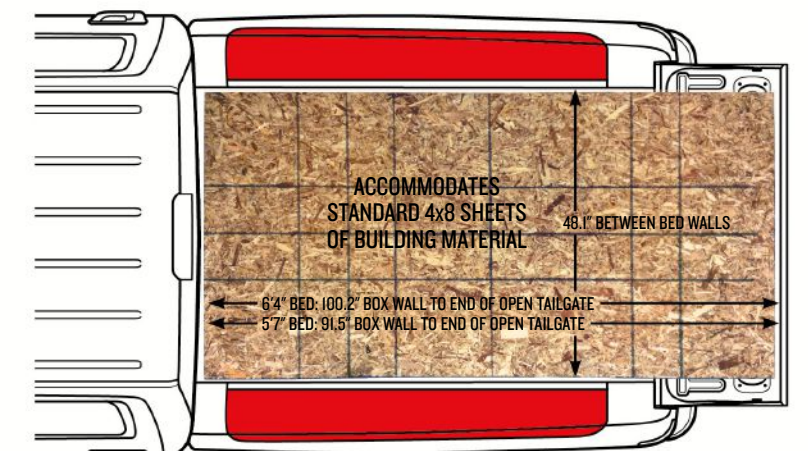 ACCOMMODATES
STANDARD 4x8 SHEETS
OF BUILDING MATERIAL
48.1" BETWEEN BED WALLS
6'4" BED: 100.2" BOX WALL TO END OF OPEN TAILGATE
5'7" BED: 91.5" BOX WALL TO END OF OPEN TAILGATE